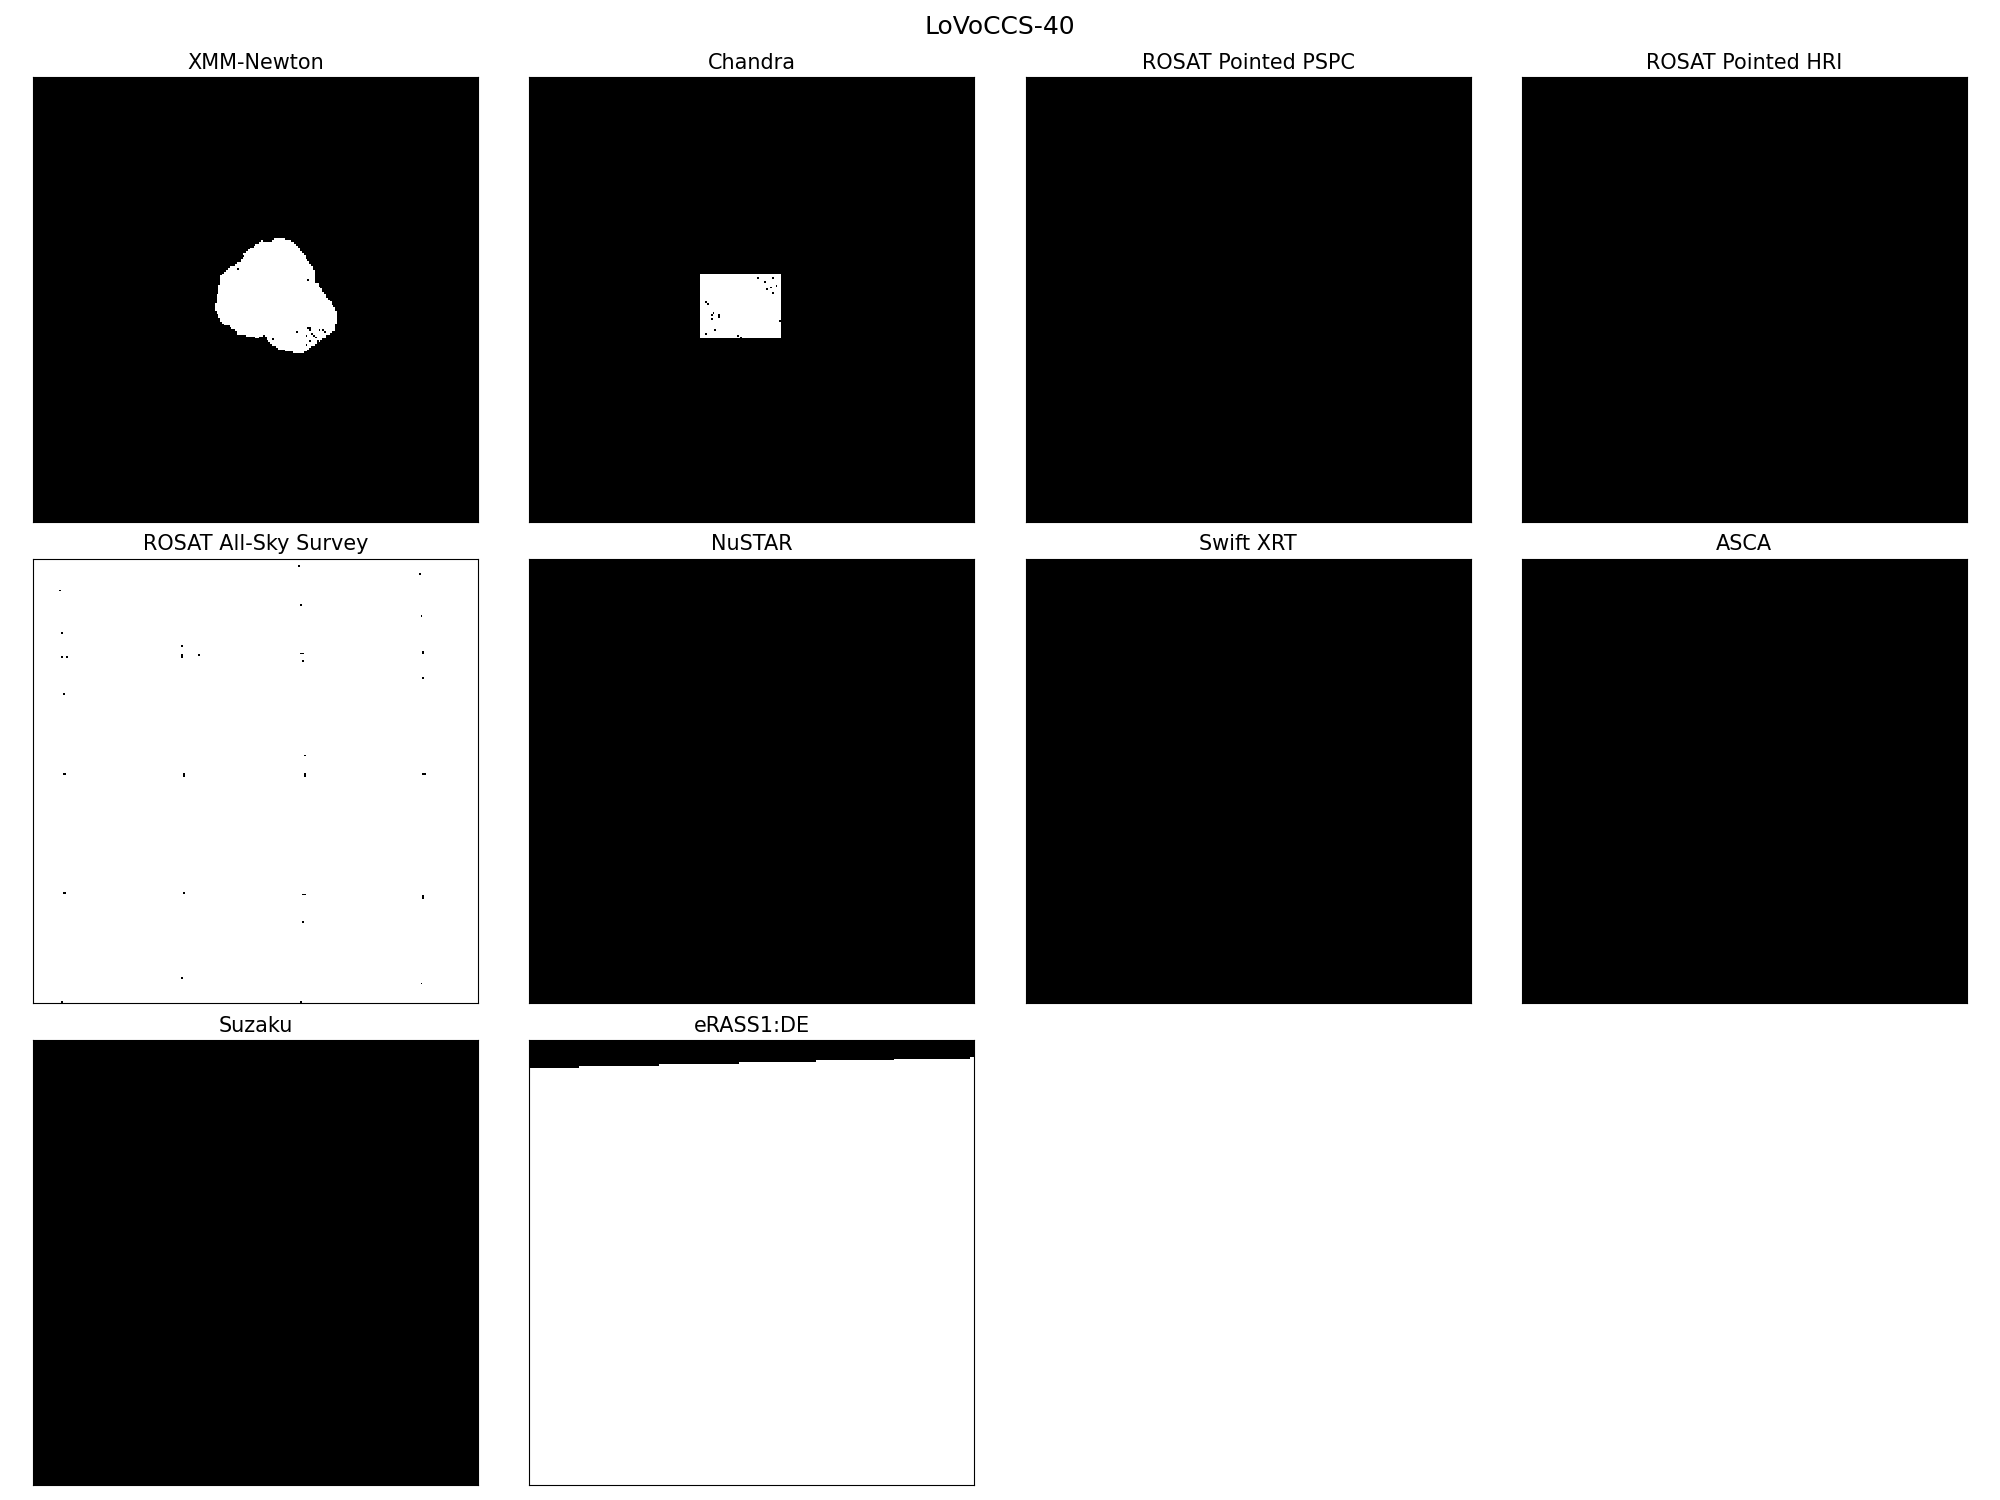 LoVoCCS-40
XMM-Newton
Chandra
ROSAT Pointed PSPC
ROSAT Pointed HRI
ROSAT All-Sky Survey
NuSTAR
Swift XRT
ASCA
Suzaku
eRASS1:DE